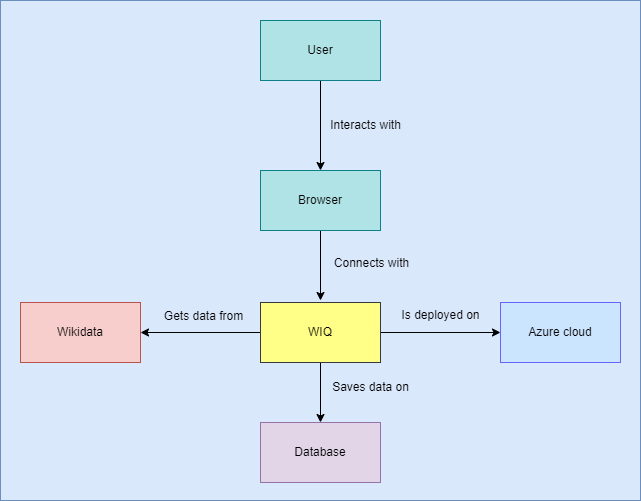 User
Interacts with
Browser
Connects with
Wikidata
Gets data from
WIQ
Is deployed on
Azure cloud
Saves data on
Database